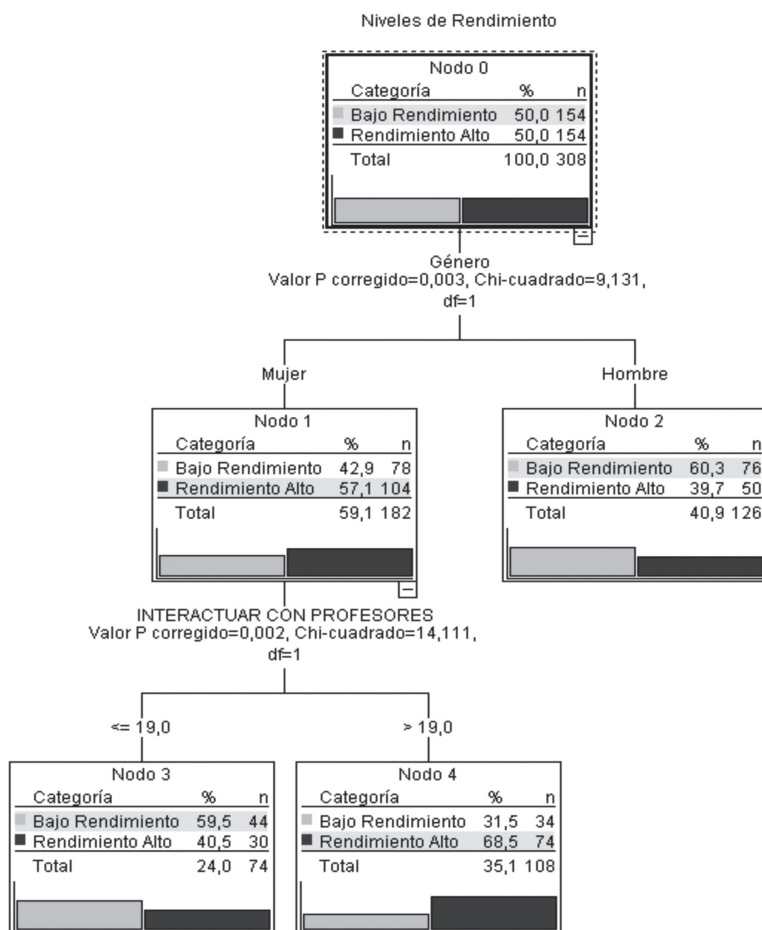 Niveles de Rendimiento
Nodo 0
Categoría % n
Bajo Rendimiento 50,0 154
Rendimiento Alto 50,0 154
Total 100,0 308
Género
Valor P corregido=0,003, Chi-cuadrado=9,131,
df=1
Mujer
Hombre
Nodo 1
Categoría % n
Bajo Rendimiento 42,9 78
Rendimiento Alto 57,1 104
Total 59,1 182
Nodo 2
Categoría % n
Bajo Rendimiento 60,3 76
Rendimiento Alto 39,7 50
Total 40,9 126
INTERACTUAR CON PROFESORES
Valor P corregido=0,002, Chi-cuadrado=14,111,
df=1
<= 19,0
> 19,0
Nodo 3
Categoría % n
Bajo Rendimiento 59,5 44
Rendimiento Alto 40,5 30
Total 24,0 74
Nodo 4
Categoría % n
Bajo Rendimiento 31,5 34
Rendimiento Alto 68,5 74
Total 35,1 108